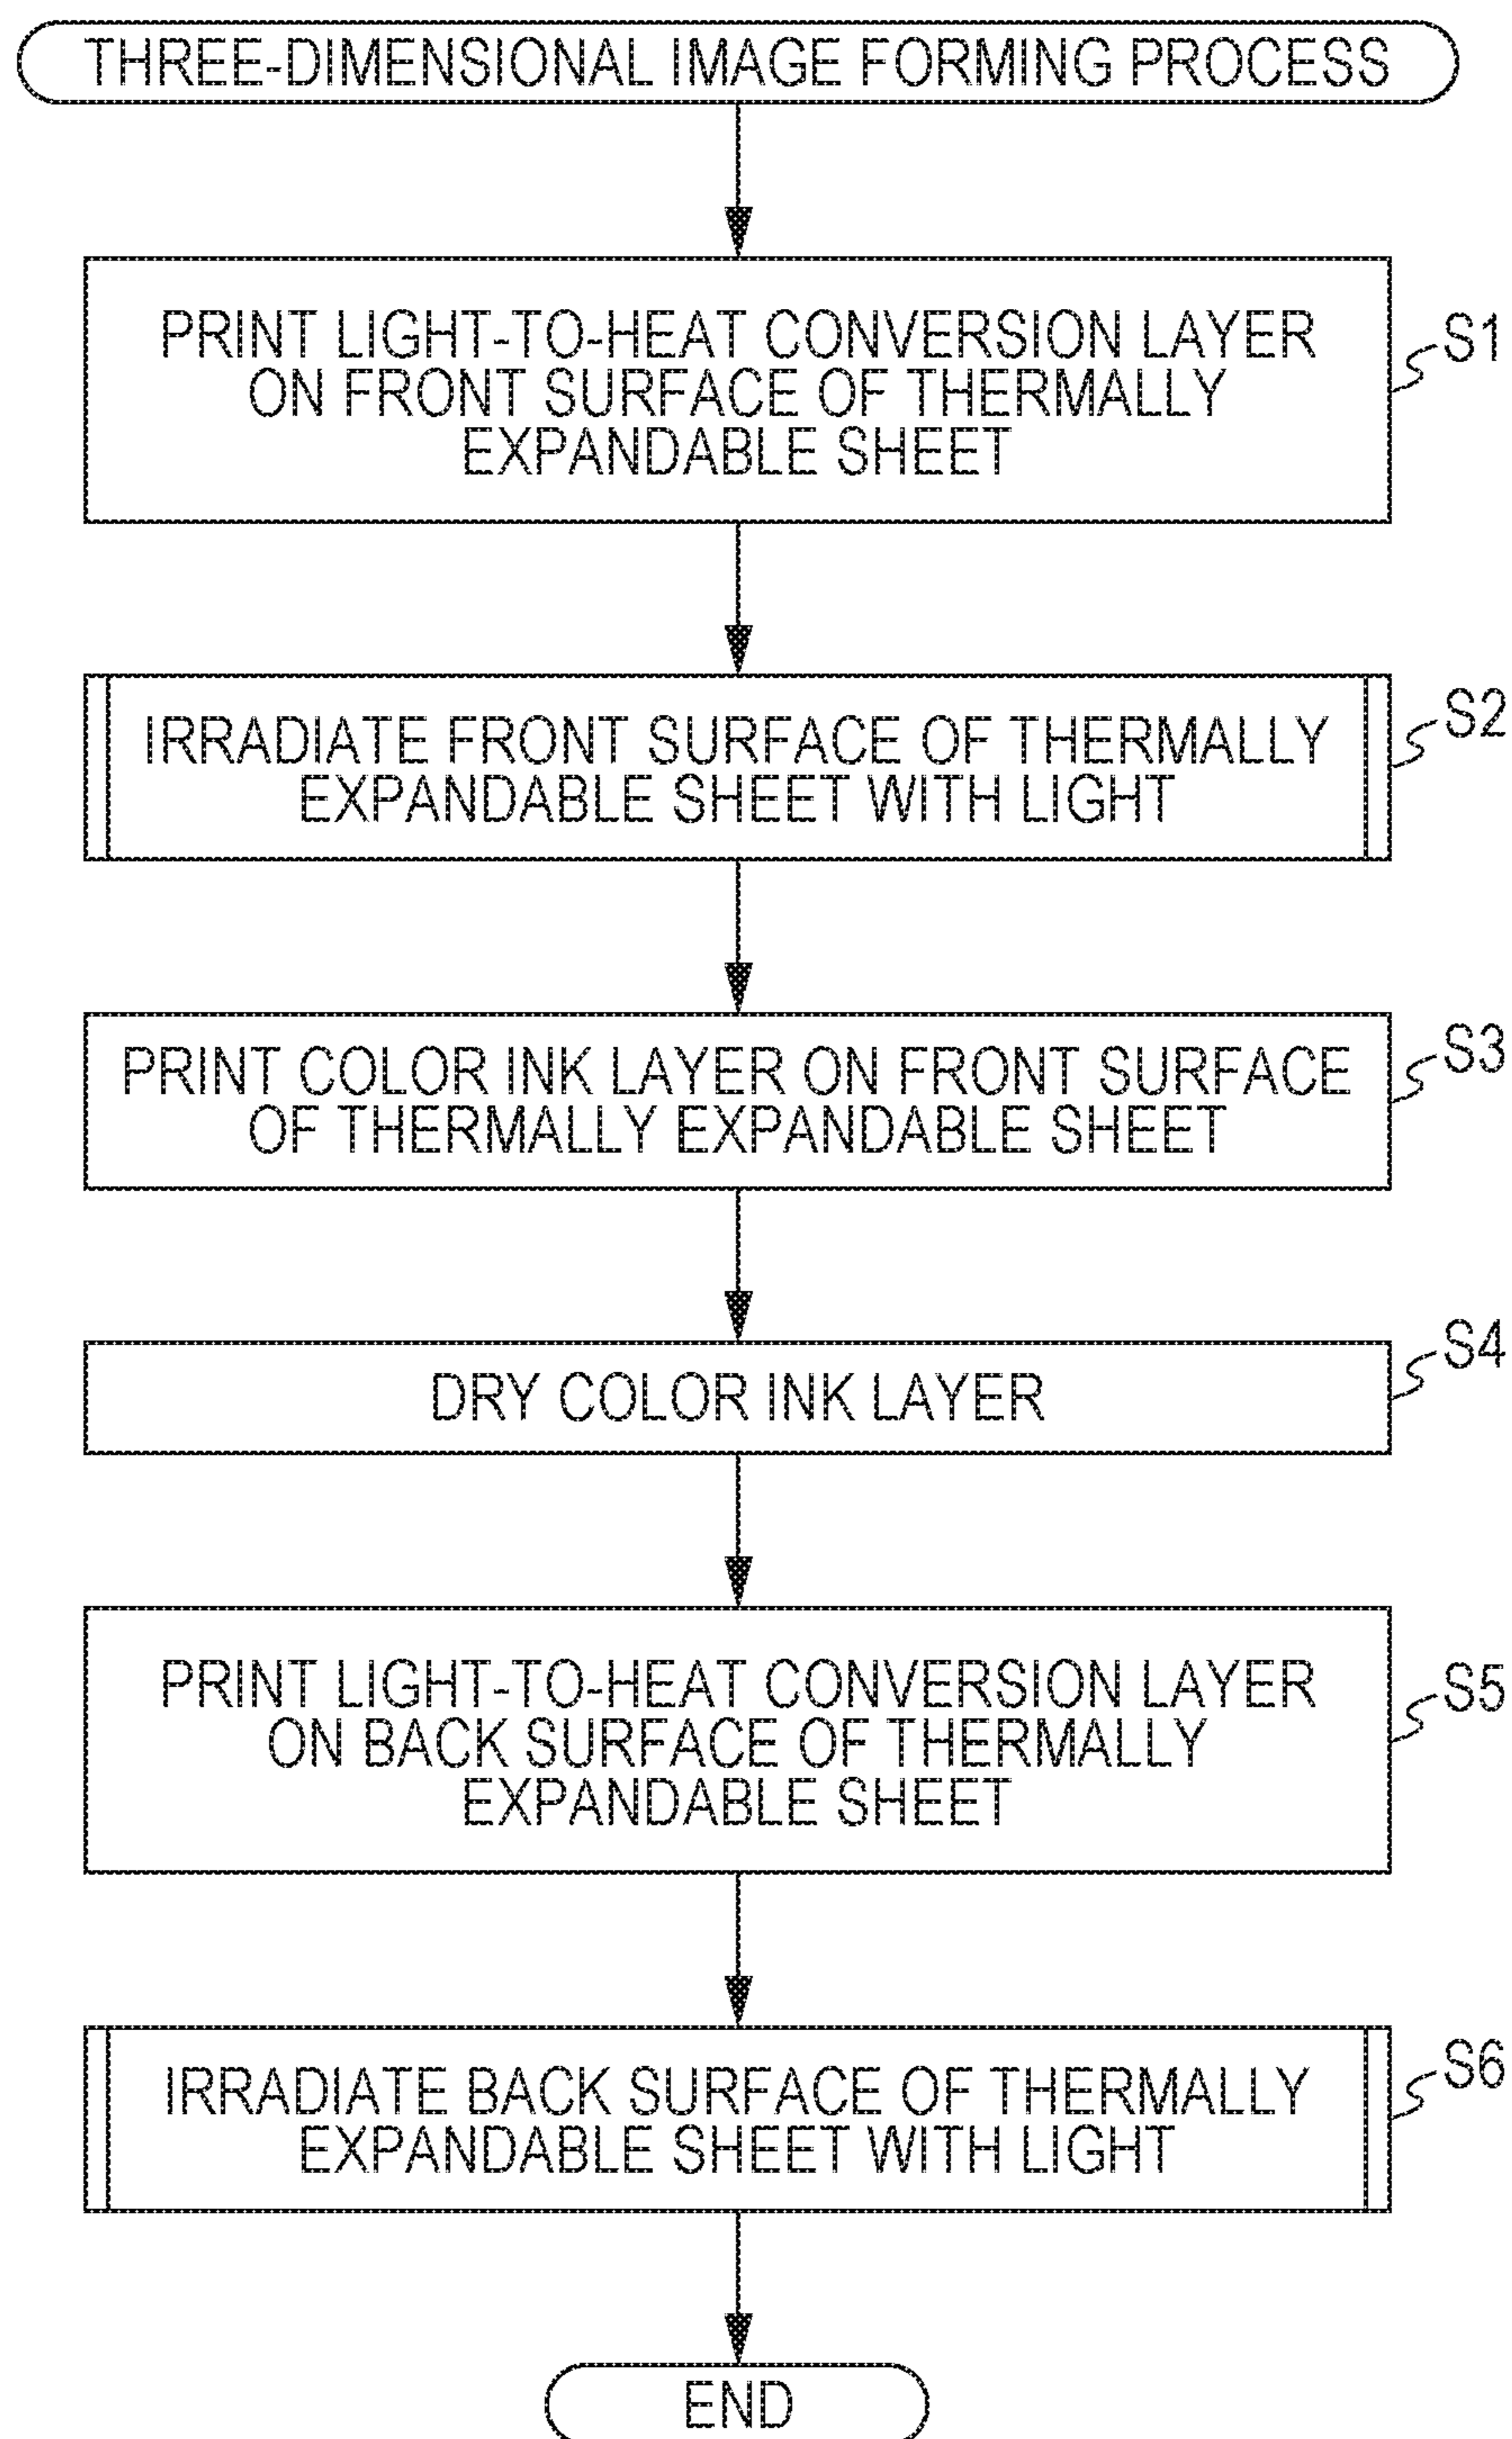 THREE-DIMENSIONAL IMAGE FORMING PROCESS
PRINT LIGHT-TO-HEAT CONVERSION LAYER
ON FRONT SURFACE OF THERMALLY
EXPANDABLE SHEET
S1
IRRADIATE FRONT SURFACE OF THERMALLY
EXPANDABLE SHEET WITH LIGHT
S2
PRINT COLOR INK LAYER ON FRONT SURFACE
OF THERMALLY EXPANDABLE SHEET
S3
DRY COLOR INK LAYER
S4
PRINT LIGHT-TO-HEAT CONVERSION LAYER
ON BACK SURFACE OF THERMALLY
EXPANDABLE SHEET
S5
IRRADIATE BACK SURFACE OF THERMALLY
EXPANDABLE SHEET WITH LIGHT
S6
END